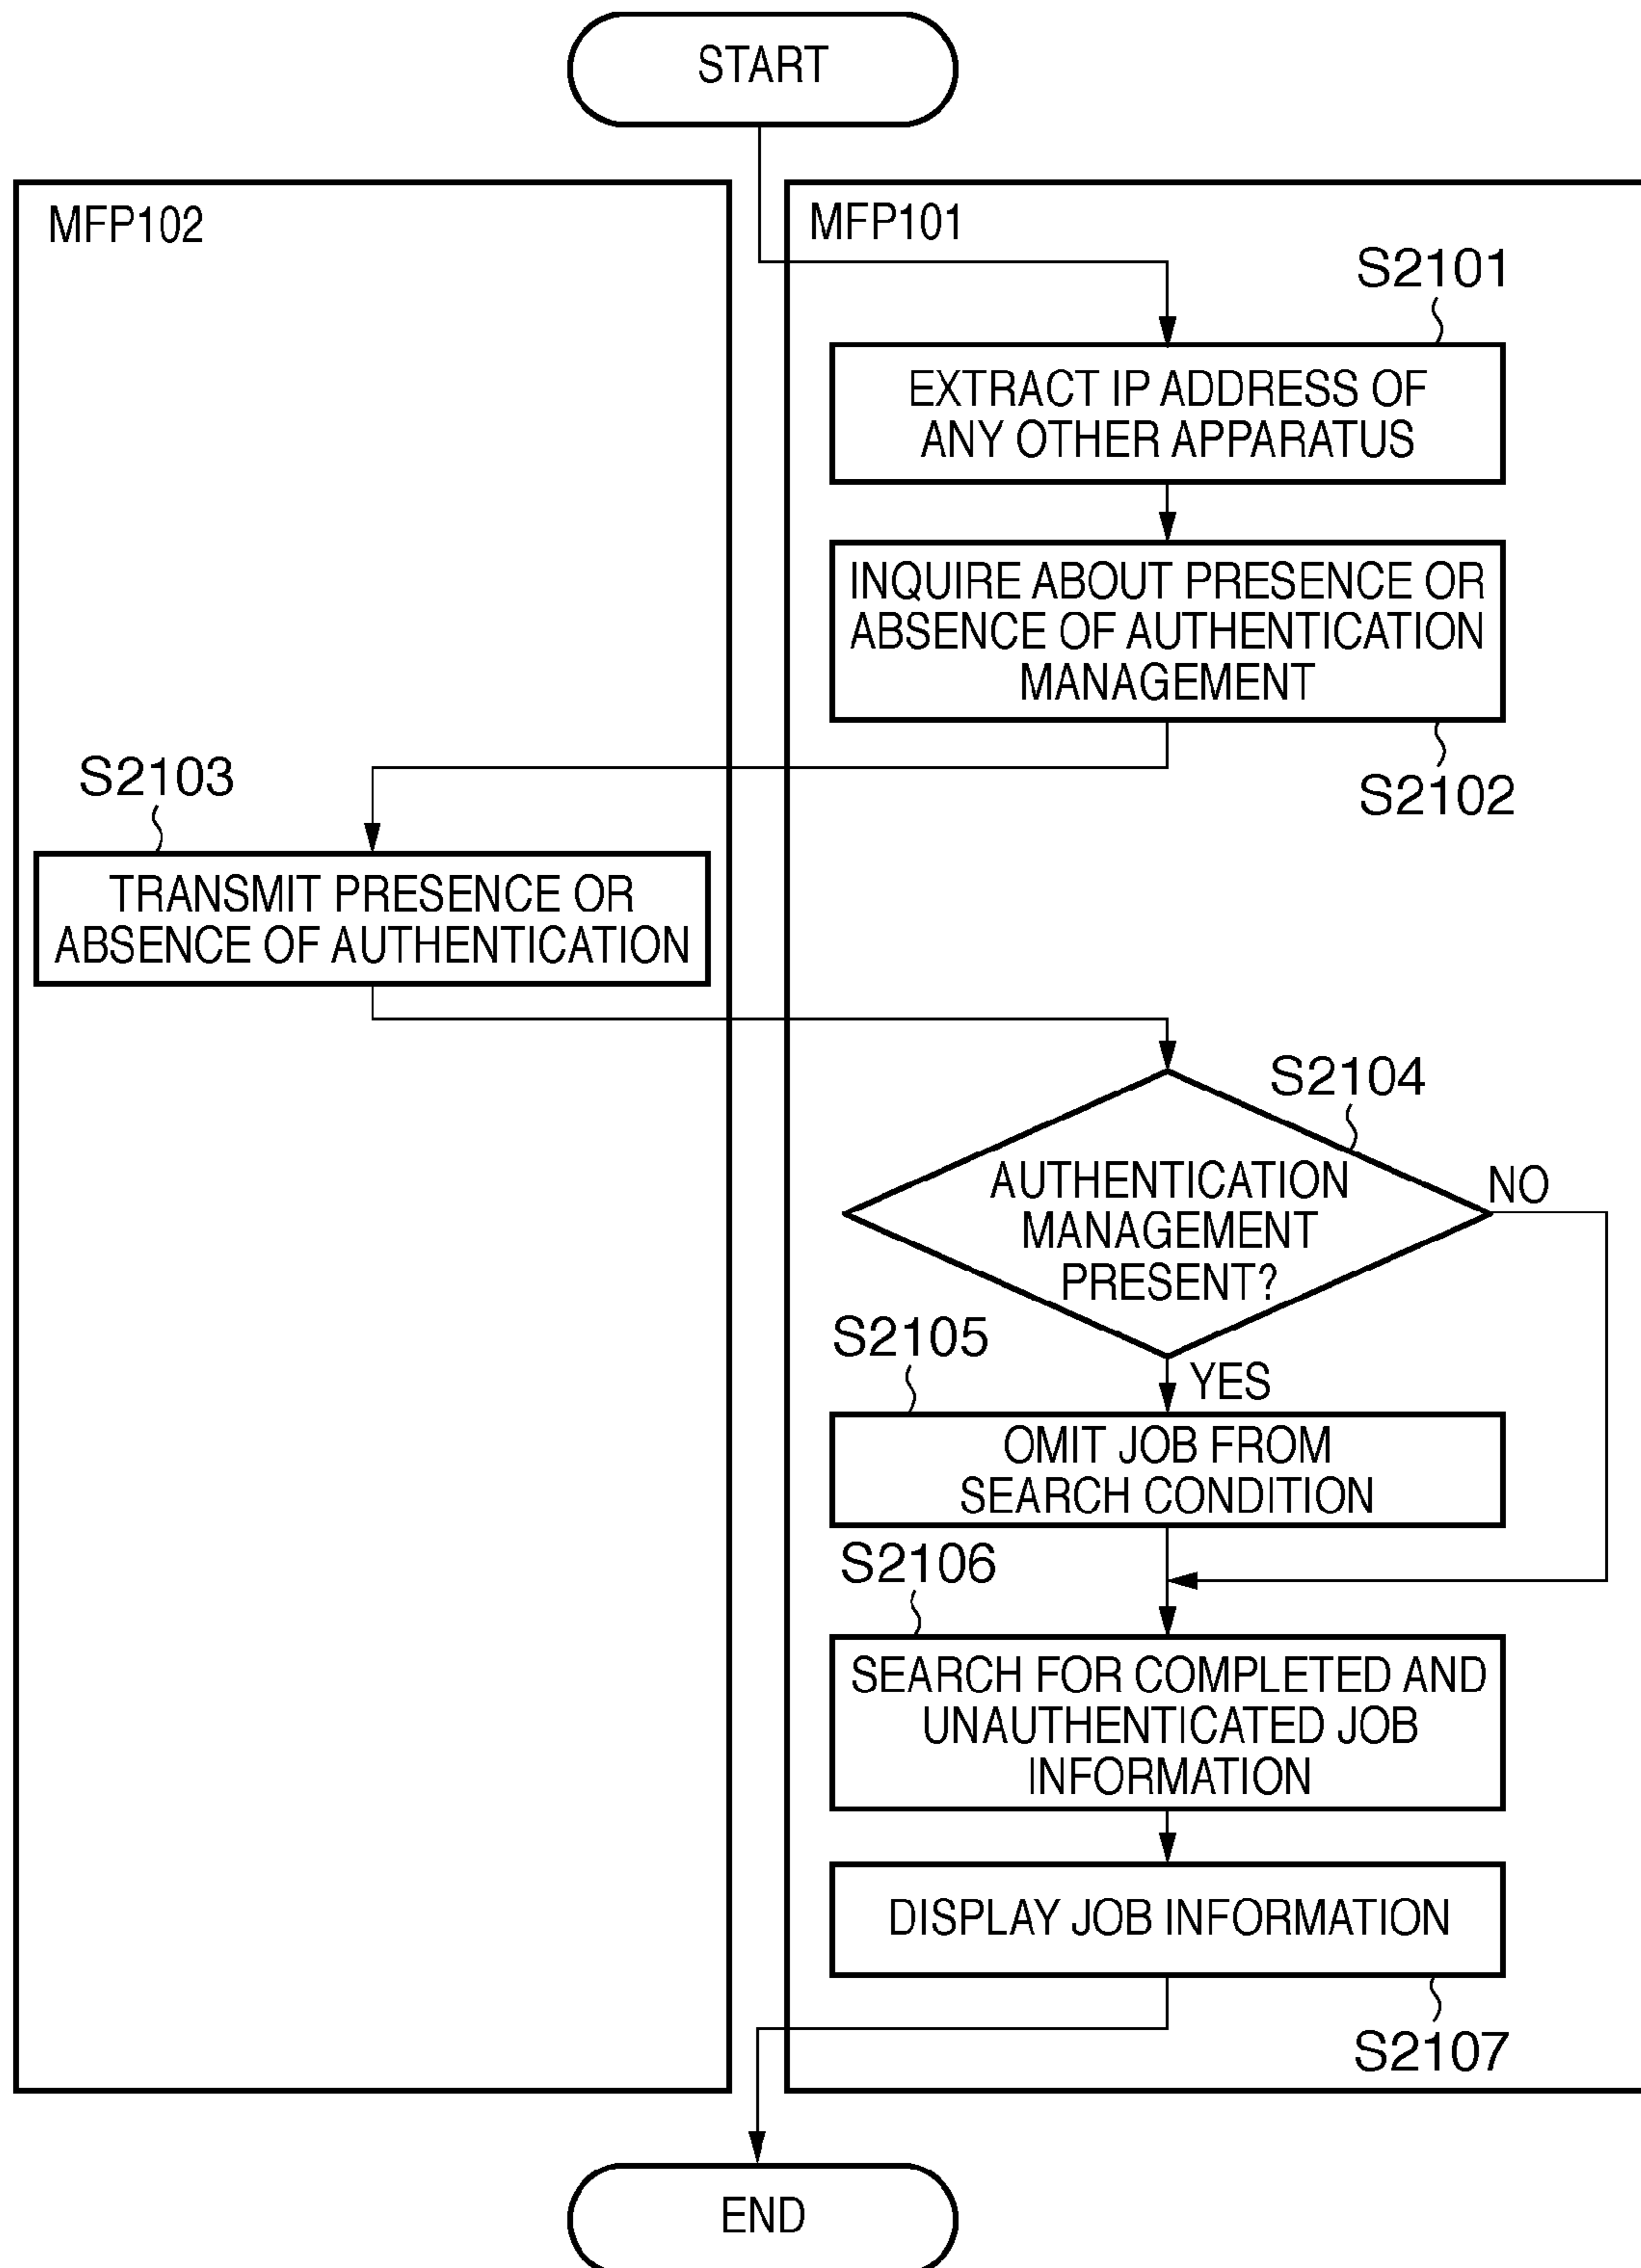 START
MFP102
MFP101
S2101
EXTRACT IP ADDRESS OF
ANY OTHER APPARATUS
INQUIRE ABOUT PRESENCE OR
ABSENCE OF AUTHENTICATION
MANAGEMENT
S2102
S2103
TRANSMIT PRESENCE OR
ABSENCE OF AUTHENTICATION
S2104
AUTHENTICATION
MANAGEMENT
PRESENT?
NO
YES
S2105
OMIT JOB FROM
SEARCH CONDITION
S2106
SEARCH FOR COMPLETED AND
UNAUTHENTICATED JOB
INFORMATION
DISPLAY JOB INFORMATION
S2107
END